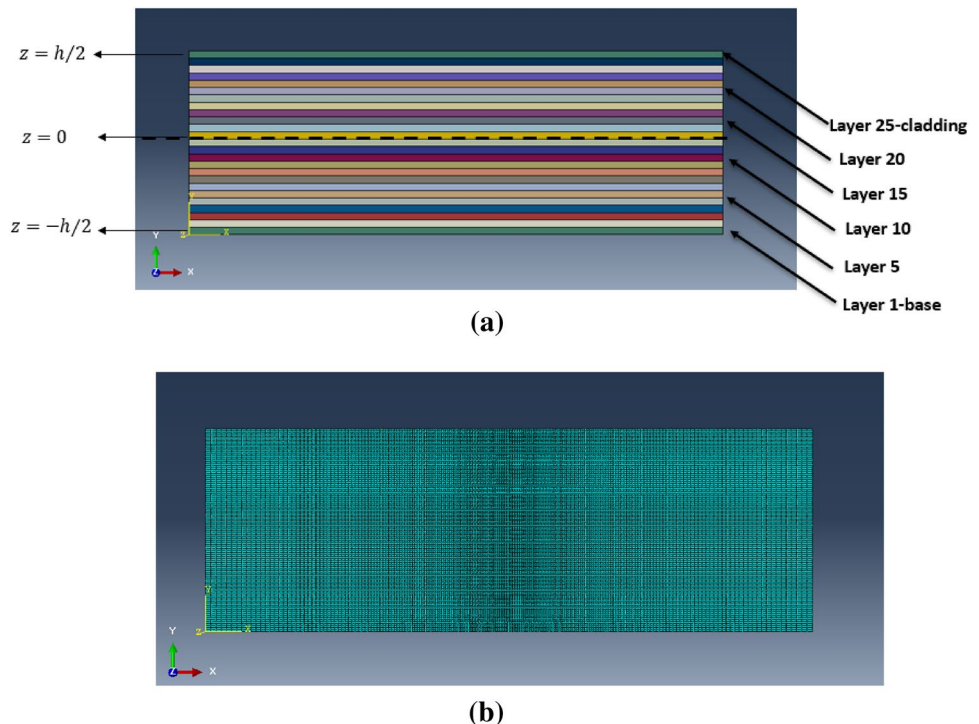 z = h/2
z = 0
z = −h/2
Layer 25-cladding
Layer 20
Layer 15
Layer 10
Layer 5
Layer 1-base
Y
Z X
Y
Z X
(a)
Y
Z X
Y
Z X
(b)